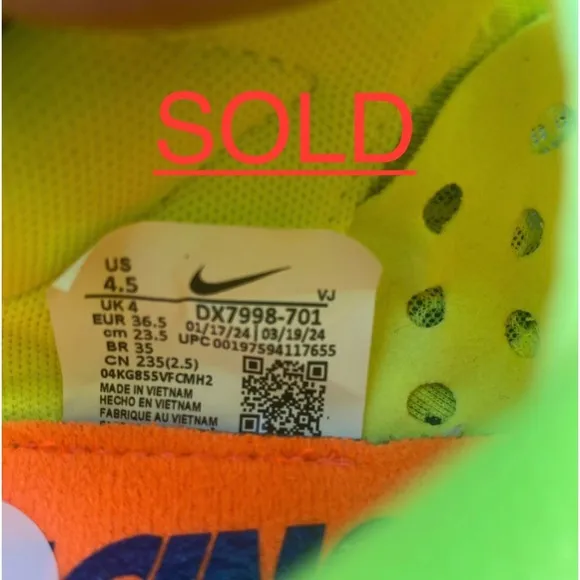 SOLD
US
4.5
VJ
UK 4
DX7998-701
EUR 36.5
01/17/24 | 03/19/24
cm 23.5
UPC 00197594117655
BR 35
CN 235(2.5)
04KG855VFCMH2
MADE IN VIETNAM
HECHO EN VIETNAM
FABRIQUE AU VIETNAM